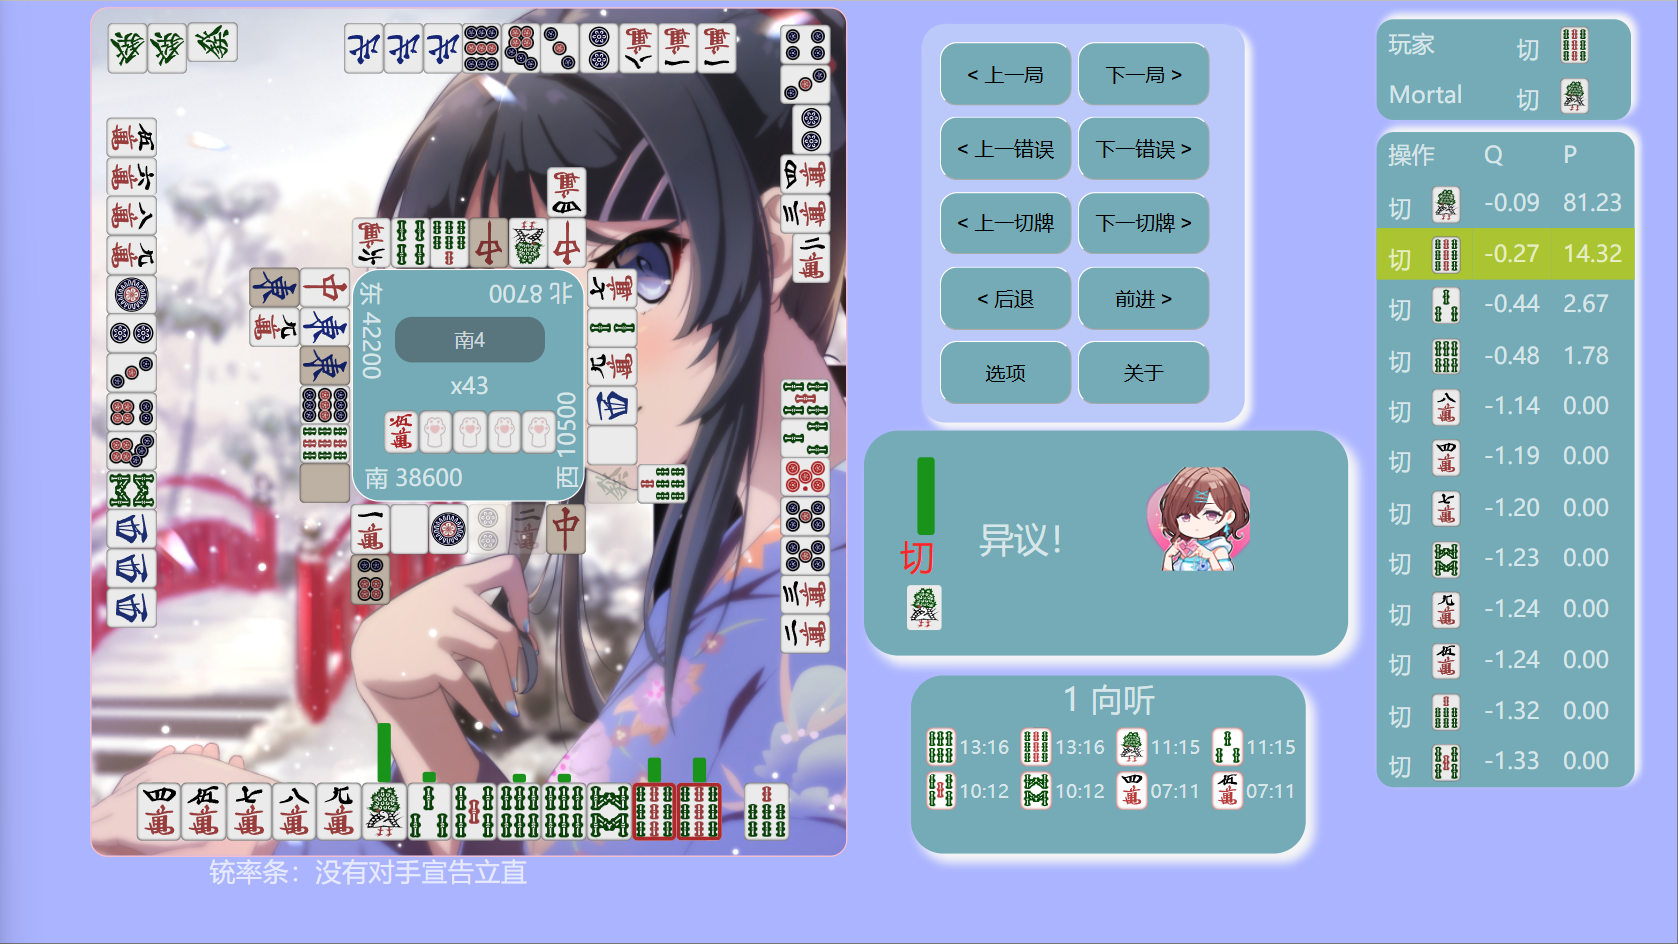 < 上一局
下一局 >
< 上一错误
下一错误 >
< 上一切牌
下一切牌 >
< 后退
前进 >
选项
关于
玩家 切
Mortal 切
操作 Q P
切 -0.09 81.23
切 -0.27 14.32
切 -0.44 2.67
切 -0.48 1.78
切 -1.14 0.00
切 -1.19 0.00
切 -1.20 0.00
切 -1.23 0.00
切 -1.24 0.00
切 -1.24 0.00
切 -1.32 0.00
切 -1.33 0.00
北 8700
东 42200
南4
x43
西 10500
南 38600
异议！
切
1 向听
13:16 13:16 11:15 11:15
10:12 10:12 07:11 07:11
铳率条：没有对手宣告立直